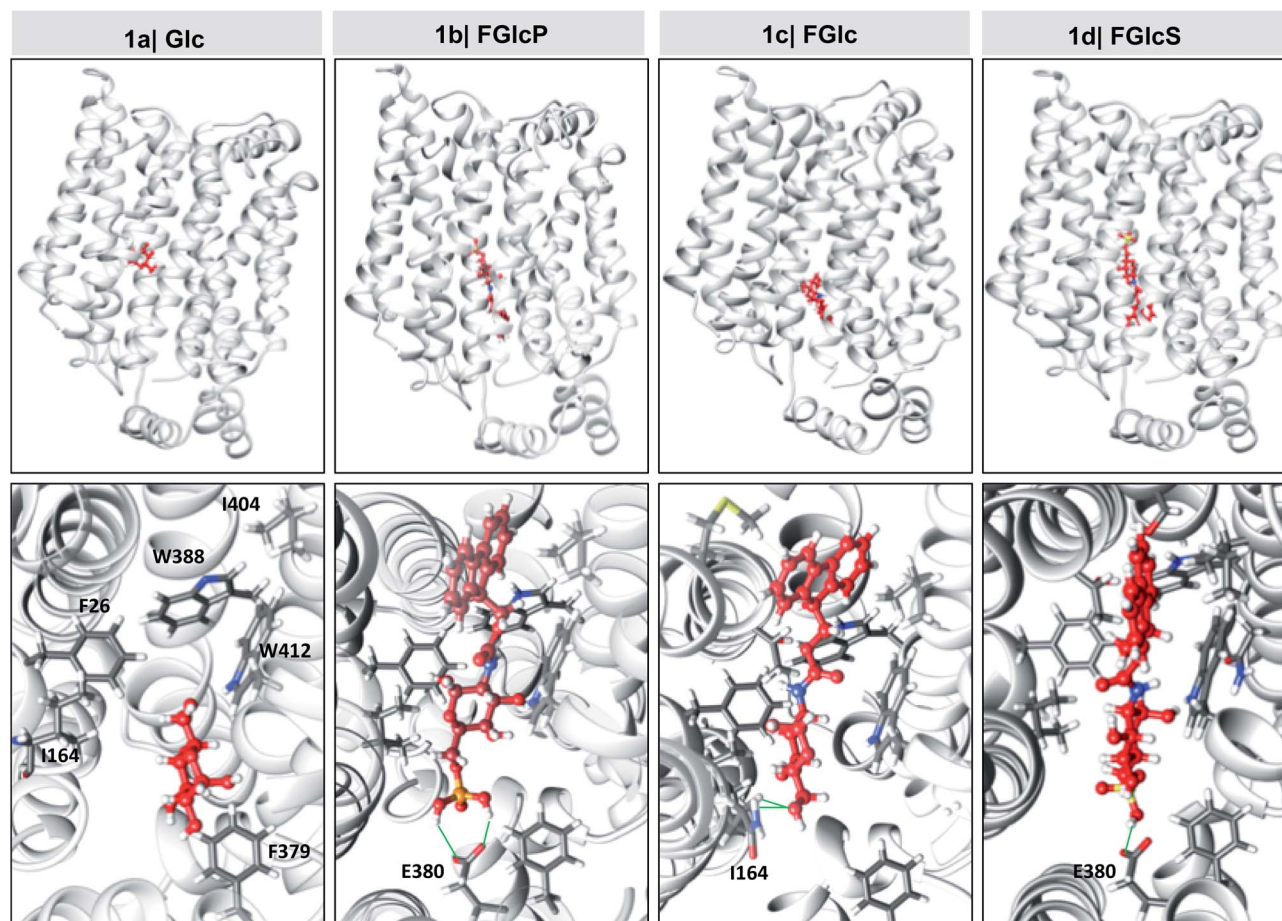 1a| Glc
1b| FGlcP
1c| FGlc
1d| FGlcS
I404
W388
F26
W412
I164
F379
E380
I164
E380